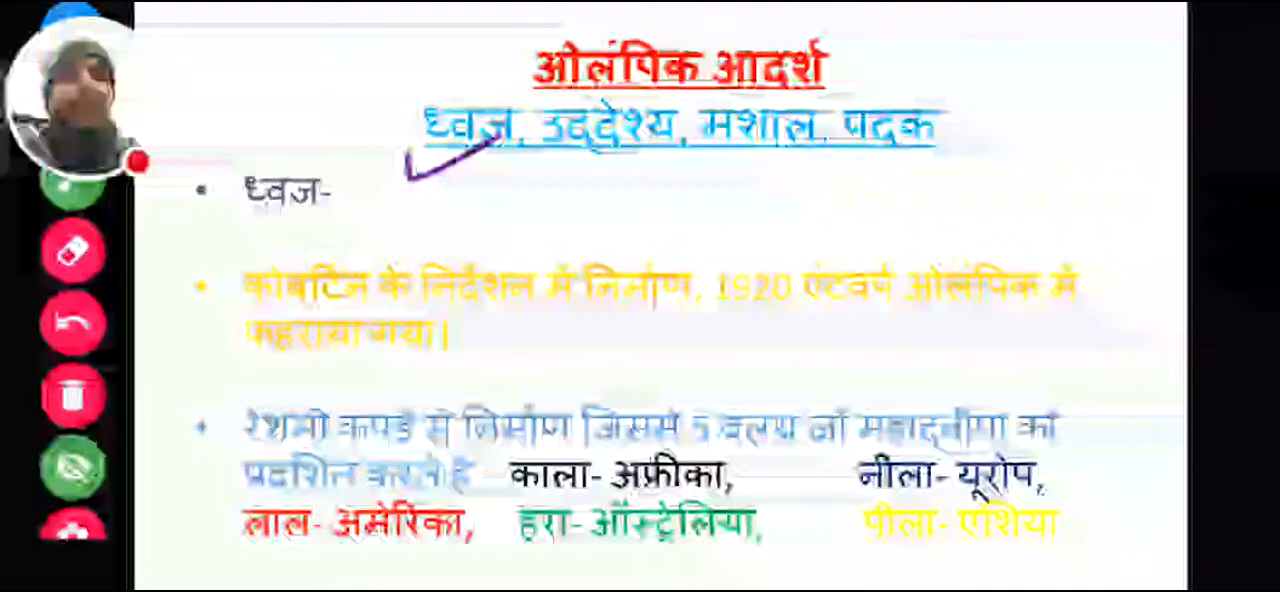 ओलंपिक आदर्श
ध्वज, उद्देश्य, मशाल, पदक
• ध्वज-
• कोबर्टिन के निर्देशन में निर्माण, 1920 एंटवर्प ओलंपिक में
फहराया गया।
• रेशमी कपडे से निर्माण जिसमें 5 वलय जो महाद्वीपों को
प्रदर्शित करते है काला- अफ्रीका, नीला- यूरोप,
लाल- अमेरिका, हरा- ऑस्ट्रेलिया, पीला- एशिया